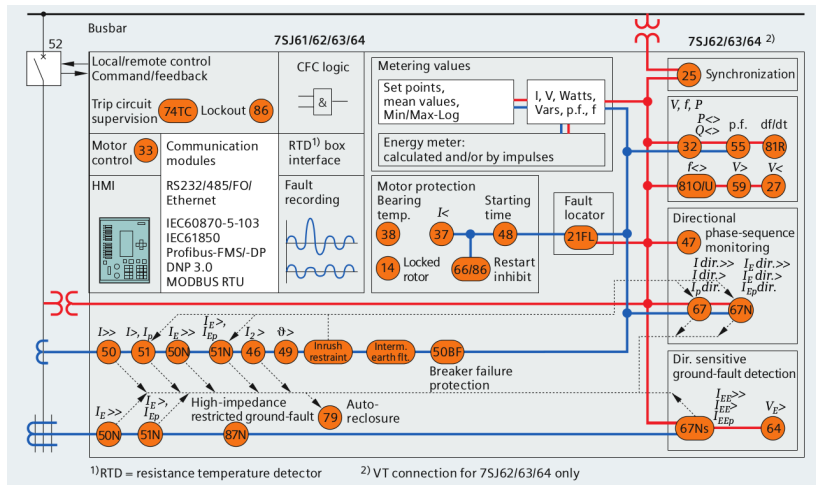 Busbar
52
7SJ61/62/63/64
7SJ62/63/64 2)
Local/remote control
Command/feedback
Trip circuit
supervision
74TC
Lockout
86
CFC logic
&
Metering values
Set points,
mean values,
Min/Max-Log
I, V, Watts,
Vars, p.f., f
Energy meter:
calculated and/or by impulses
25
Synchronization
V, f, P
P<>
Q<>
p.f.
df/dt
32
55
81R
f<>
V>
V<
81O/U
59
27
Motor
control
33
Communication
modules
RTD1) box
interface
HMI
RS232/485/FO/
Ethernet
IEC60870-5-103
IEC61850
Profibus-FMS/-DP
DNP 3.0
MODBUS RTU
Fault
recording
Motor protection
Bearing
temp.
I<
Starting
time
38
37
48
14
Locked
rotor
66/86
Restart
inhibit
Fault
locator
21FL
Directional
phase-sequence
monitoring
47
I dir.>>
I dir.>
Ip dir.
IE dir.>>
IE dir.>
IEp dir.
67
67N
I>>
I>, Ip
IE>>
IE>,
IEp
I2>
ϑ>
50
51
50N
51N
46
49
Inrush
restraint
Interm.
earth flt.
50BF
Breaker failure
protection
Dir. sensitive
ground-fault detection
IEE>>
IEE>
IEEp
VE>
67Ns
64
IE>>
IE>,
IEp
High-impedance
restricted ground-fault
79
Auto-
reclosure
50N
51N
87N
1)RTD = resistance temperature detector
2) VT connection for 7SJ62/63/64 only